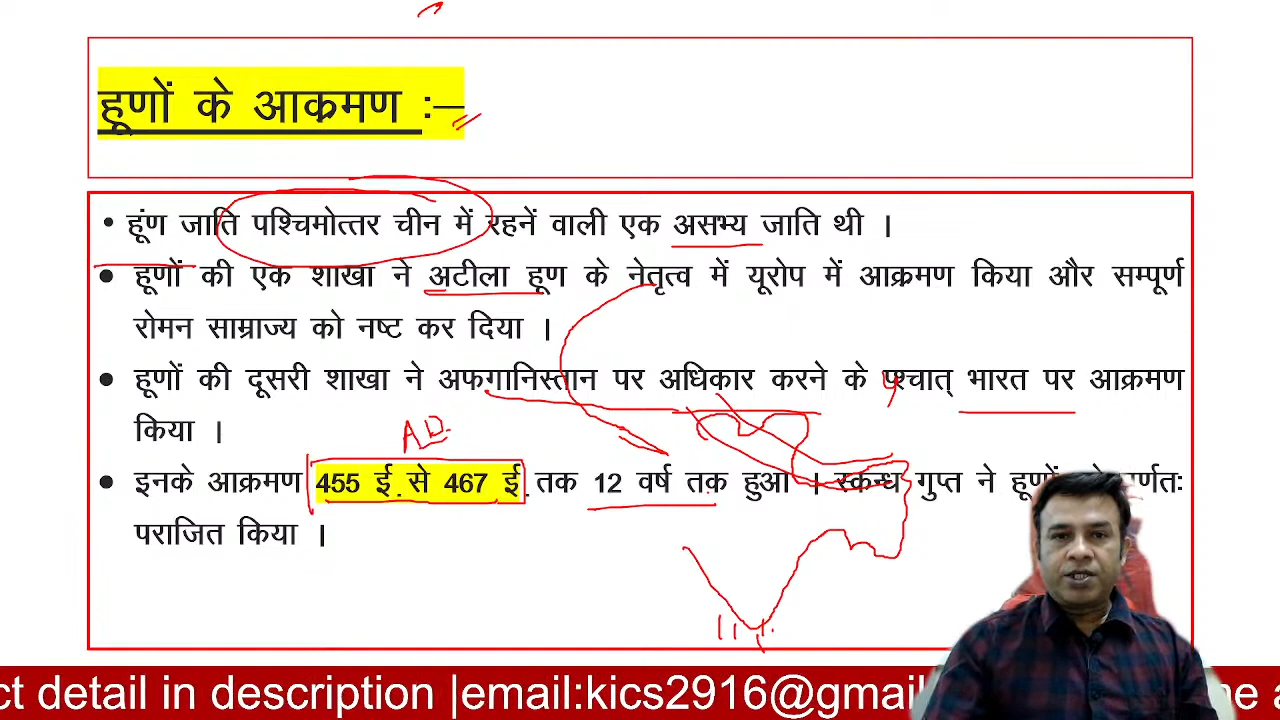 हूणों के आक्रमण :–
• हूंण जाति पश्चिमोत्तर चीन में रहनें वाली एक असभ्य जाति थी ।
● हूणों की एक शाखा ने अटीला हूण के नेतृत्व में यूरोप में आक्रमण किया और सम्पूर्ण
रोमन साम्राज्य को नष्ट कर दिया ।
● हूणों की दूसरी शाखा ने अफगानिस्तान पर अधिकार करने के पश्चात् भारत पर आक्रमण
किया ।
AD.
● इनके आक्रमण 455 ई. से 467 ई. तक 12 वर्ष तक हुआ । स्कन्ध गुप्त ने हूणों
पराजित किया ।
ct detail in description |email:kics2916@gmail